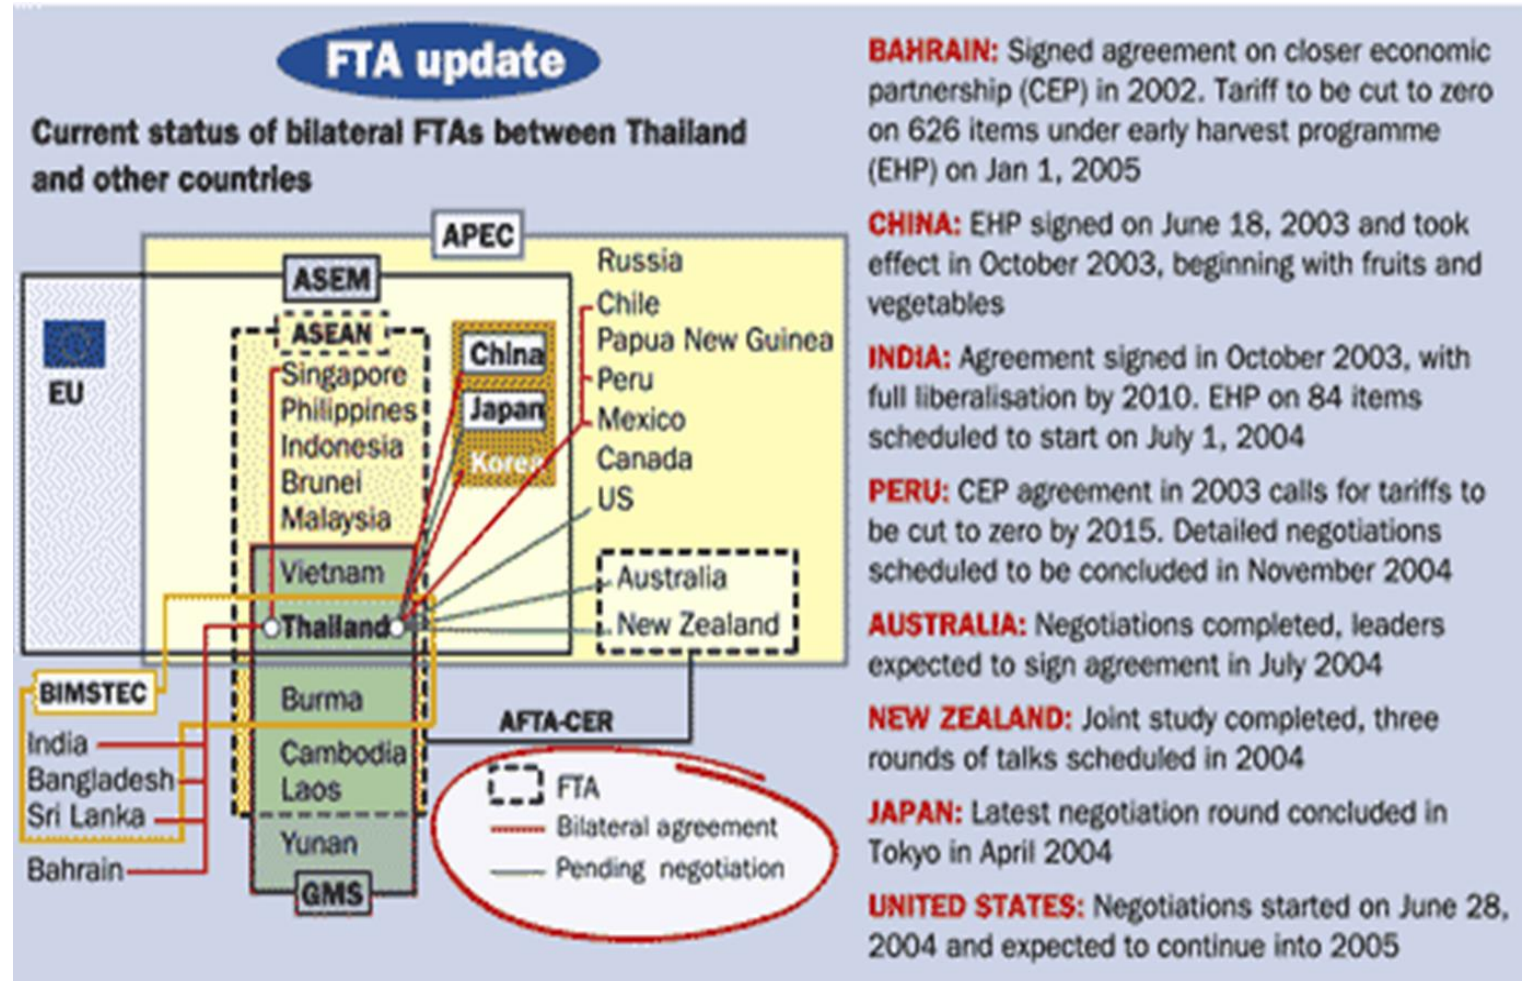 FTA update
Current status of bilateral FTAs between Thailand
and other countries
APEC
ASEM
EU
ASEAN
Singapore
Philippines
Indonesia
Brunei
Malaysia
Vietnam
Thailand
Burma
Cambodia
Laos
Yunan
GMS
China
Japan
Korea
Russia
Chile
Papua New Guinea
Peru
Mexico
Canada
US
Australia
New Zealand
BIMSTEC
India
Bangladesh
Sri Lanka
Bahrain
AFTA-CER
FTA
Bilateral agreement
Pending negotiation
BAHRAIN: Signed agreement on closer economic
partnership (CEP) in 2002. Tariff to be cut to zero
on 626 items under early harvest programme
(EHP) on Jan 1, 2005
CHINA: EHP signed on June 18, 2003 and took
effect in October 2003, beginning with fruits and
vegetables
INDIA: Agreement signed in October 2003, with
full liberalisation by 2010. EHP on 84 items
scheduled to start on July 1, 2004
PERU: CEP agreement in 2003 calls for tariffs to
be cut to zero by 2015. Detailed negotiations
scheduled to be concluded in November 2004
AUSTRALIA: Negotiations completed, leaders
expected to sign agreement in July 2004
NEW ZEALAND: Joint study completed, three
rounds of talks scheduled in 2004
JAPAN: Latest negotiation round concluded in
Tokyo in April 2004
UNITED STATES: Negotiations started on June 28,
2004 and expected to continue into 2005